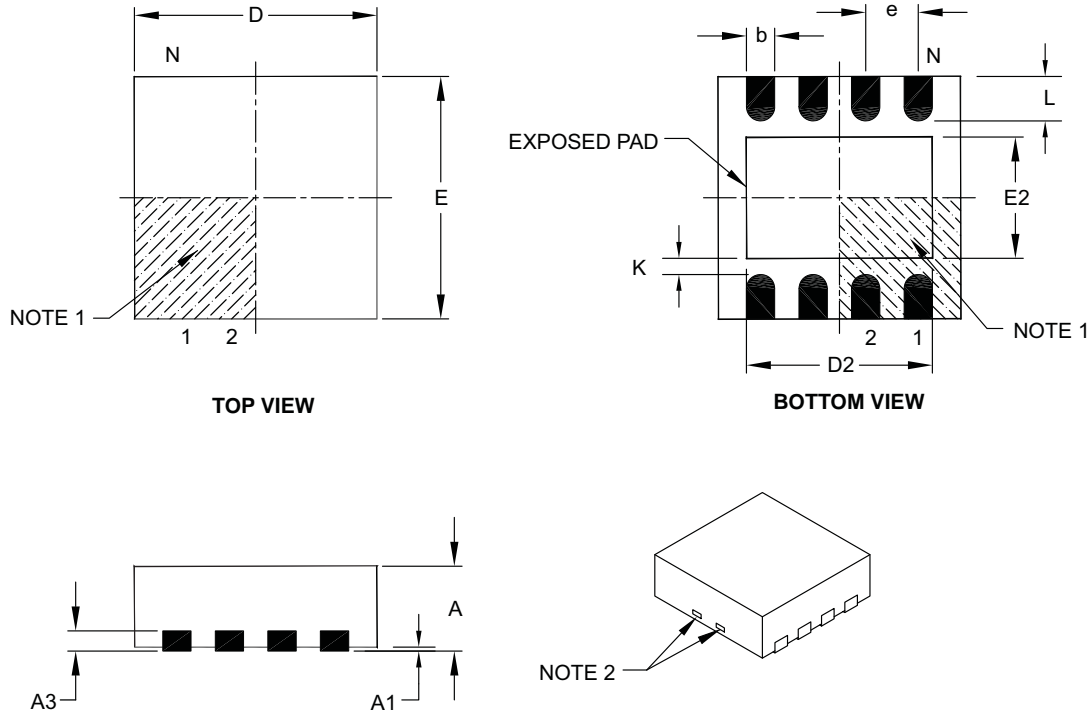 D
N
E
NOTE 1
1 2
TOP VIEW
e
b
N
L
EXPOSED PAD
E2
K
NOTE 1
2 1
D2
BOTTOM VIEW
A
A3
A1
NOTE 2